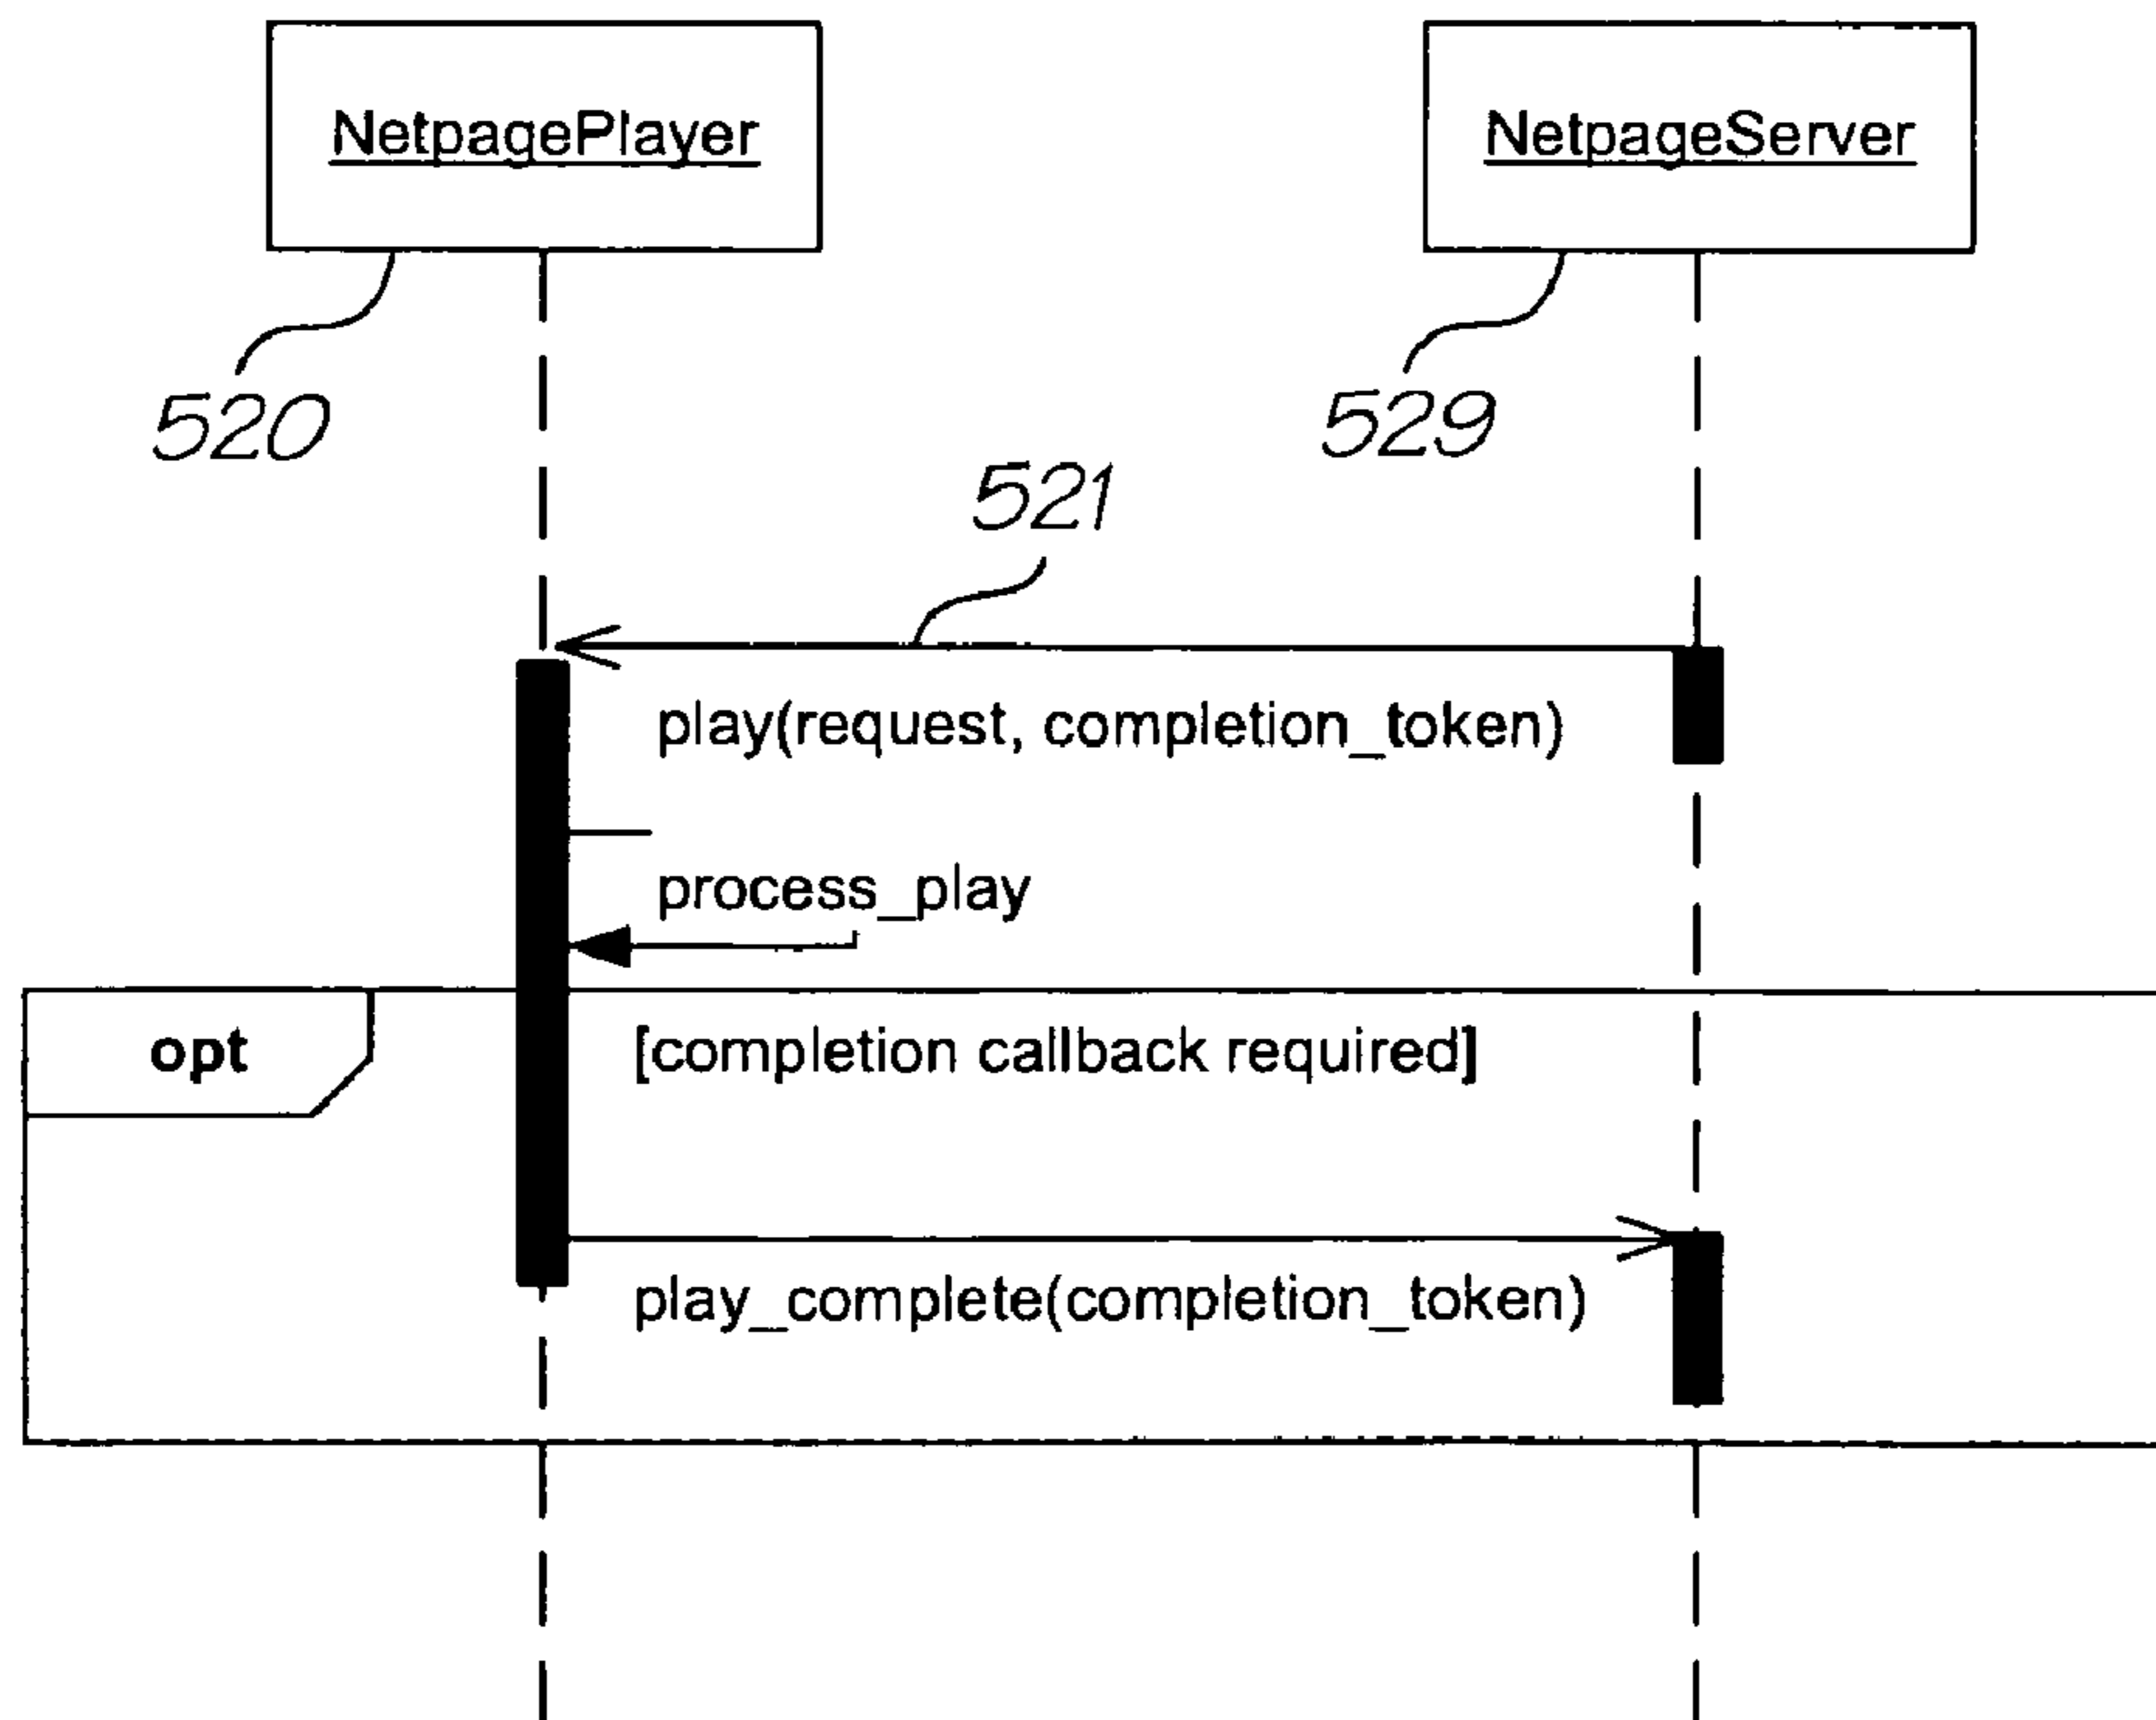 NetpagePlayer
NetpageServer
520
529
521
play(request, completion_token)
process_play
opt
[completion callback required]
play_complete(completion_token)